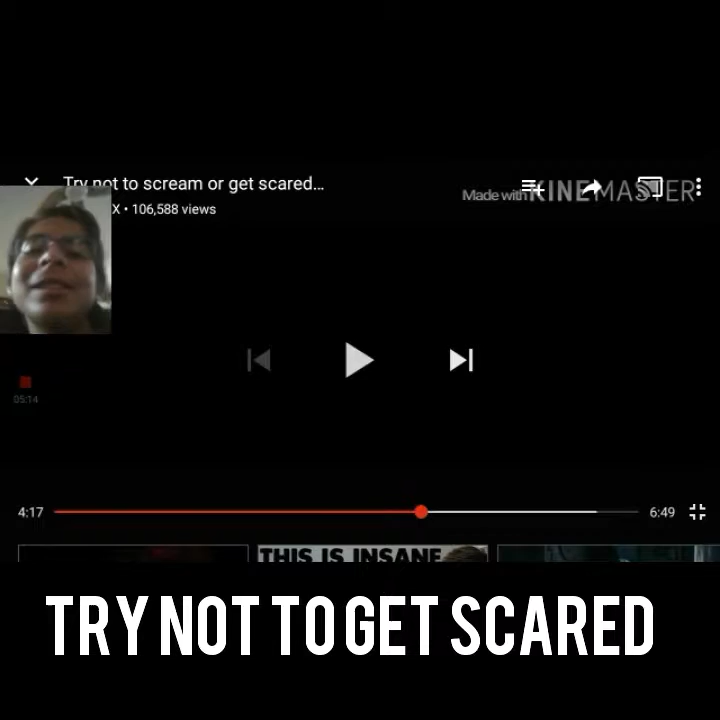 Try not to scream or get scared...
Made with KINEMASTER
X • 106,588 views
05:14
4:17
6:49
THIS IS INSANE
TRY NOT TO GET SCARED